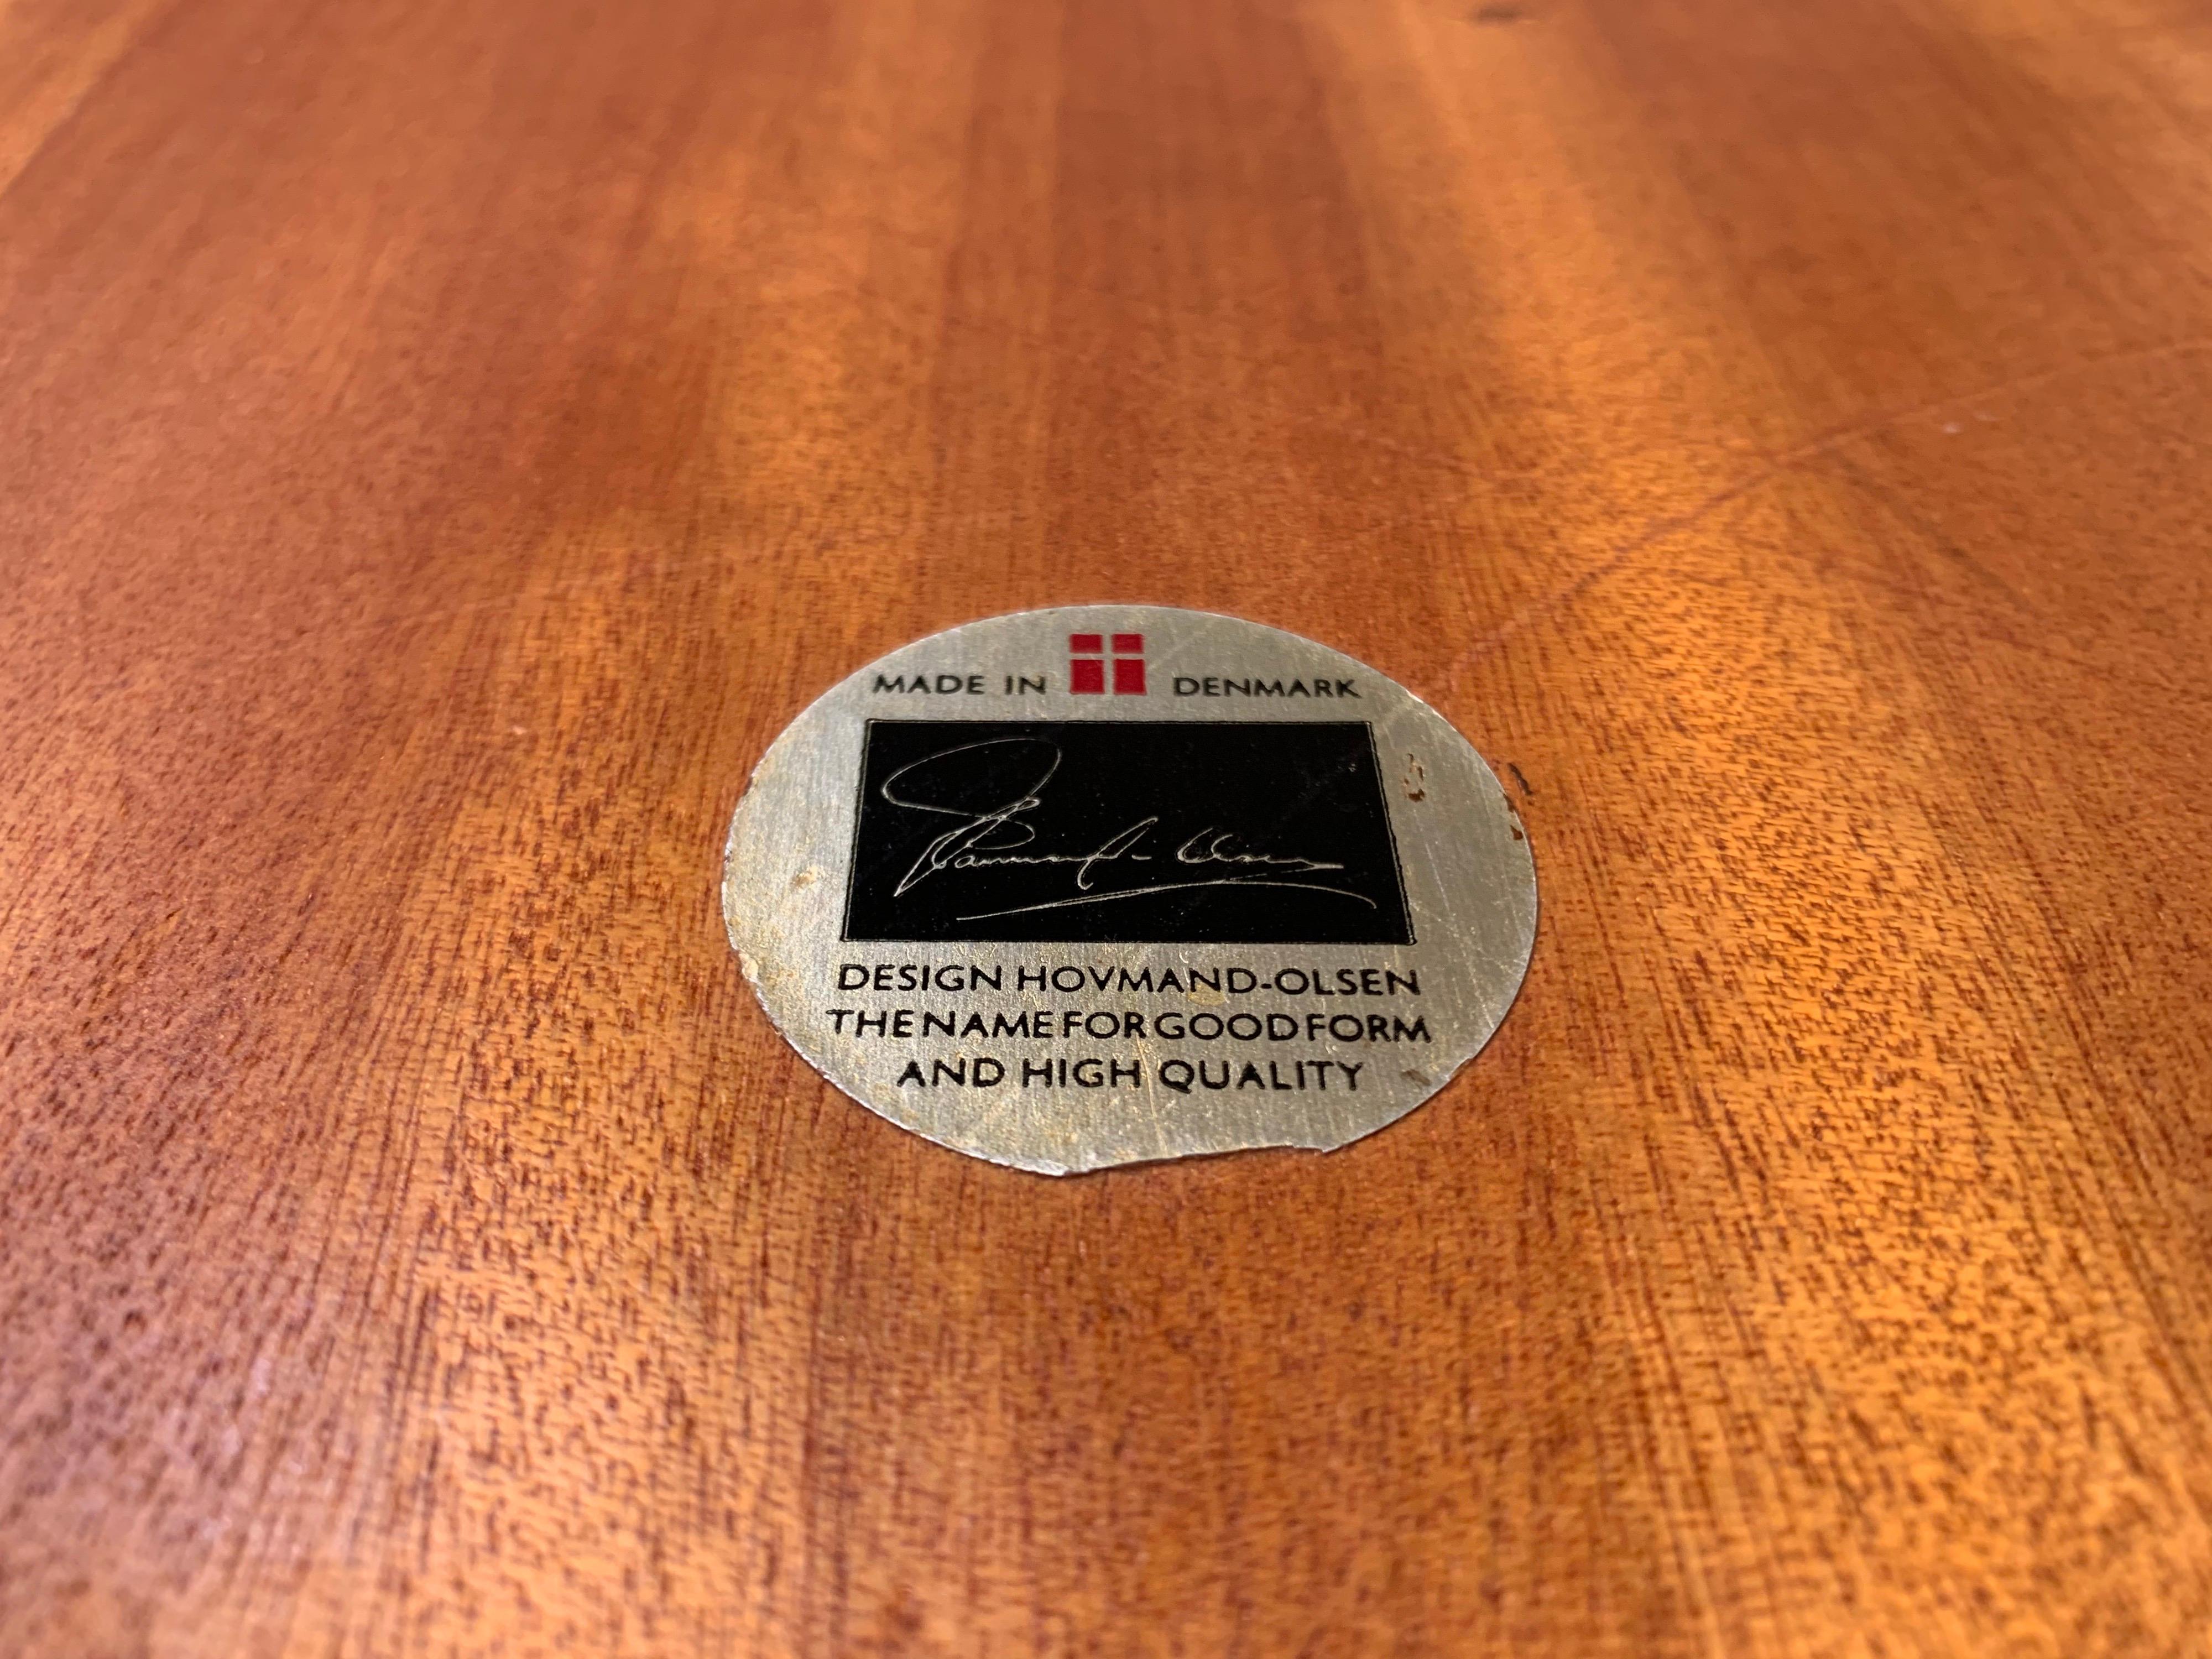 MADE IN DENMARK
DESIGN HOVMAND-OLSEN
THE NAME FOR GOOD FORM
AND HIGH QUALITY